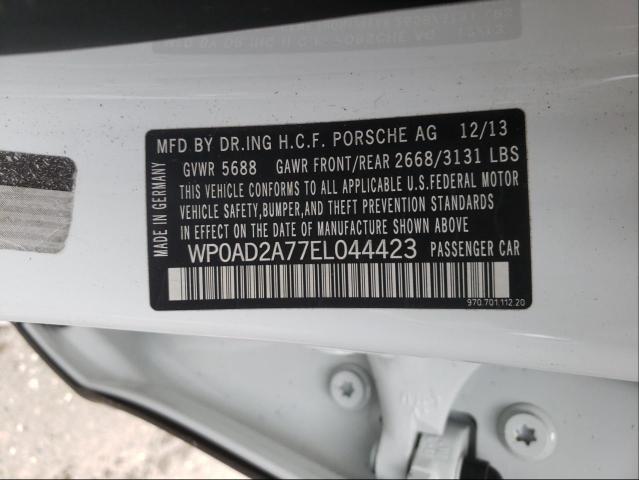 MFD BY DR.ING H.C.F. PORSCHE AG 12/13
GVWR 5688 GAWR FRONT/REAR 2668/3131 LBS
MADE IN GERMANY
THIS VEHICLE CONFORMS TO ALL APPLICABLE U.S.FEDERAL MOTOR
VEHICLE SAFETY,BUMPER,AND THEFT PREVENTION STANDARDS
IN EFFECT ON THE DATE OF MANUFACTURE SHOWN ABOVE
WP0AD2A77EL044423 PASSENGER CAR
970.701.112.20